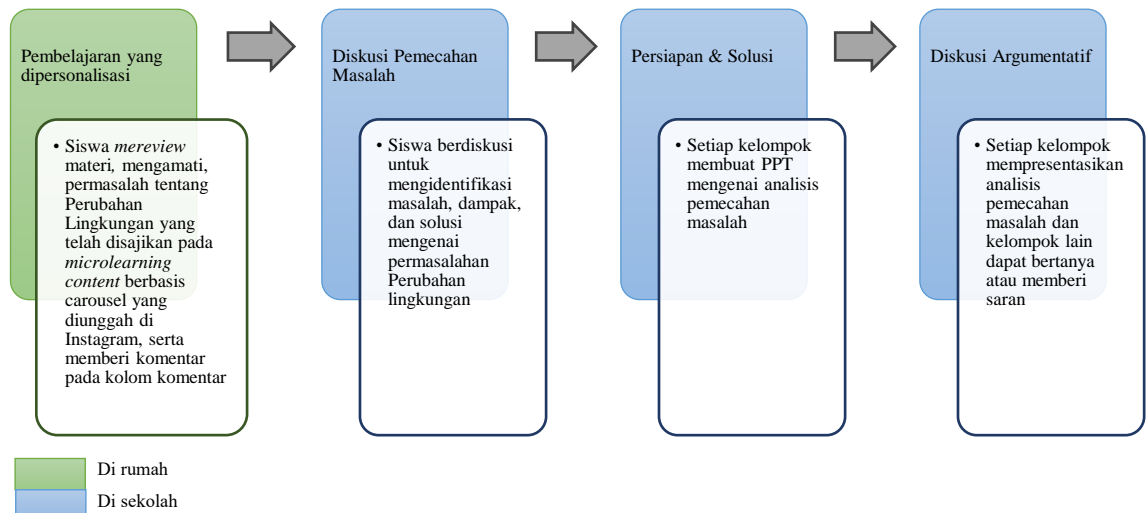 Pembelajaran yang
dipersonalisasi
• Siswa mereview
materi, mengamati,
permasalah tentang
Perubahan
Lingkungan yang
telah disajikan pada
microlearning
content berbasis
carousel yang
diunggah di
Instagram, serta
memberi komentar
pada kolom komentar
Diskusi Pemecahan
Masalah
• Siswa berdiskusi
untuk
mengidentifikasi
masalah, dampak,
dan solusi
mengenai
permasalahan
Perubahan
lingkungan
Persiapan & Solusi
• Setiap kelompok
membuat PPT
mengenai analisis
pemecahan
masalah
Diskusi Argumentatif
• Setiap kelompok
mempresentasikan
analisis
pemecahan
masalah dan
kelompok lain
dapat bertanya
atau memberi
saran
Di rumah
Di sekolah